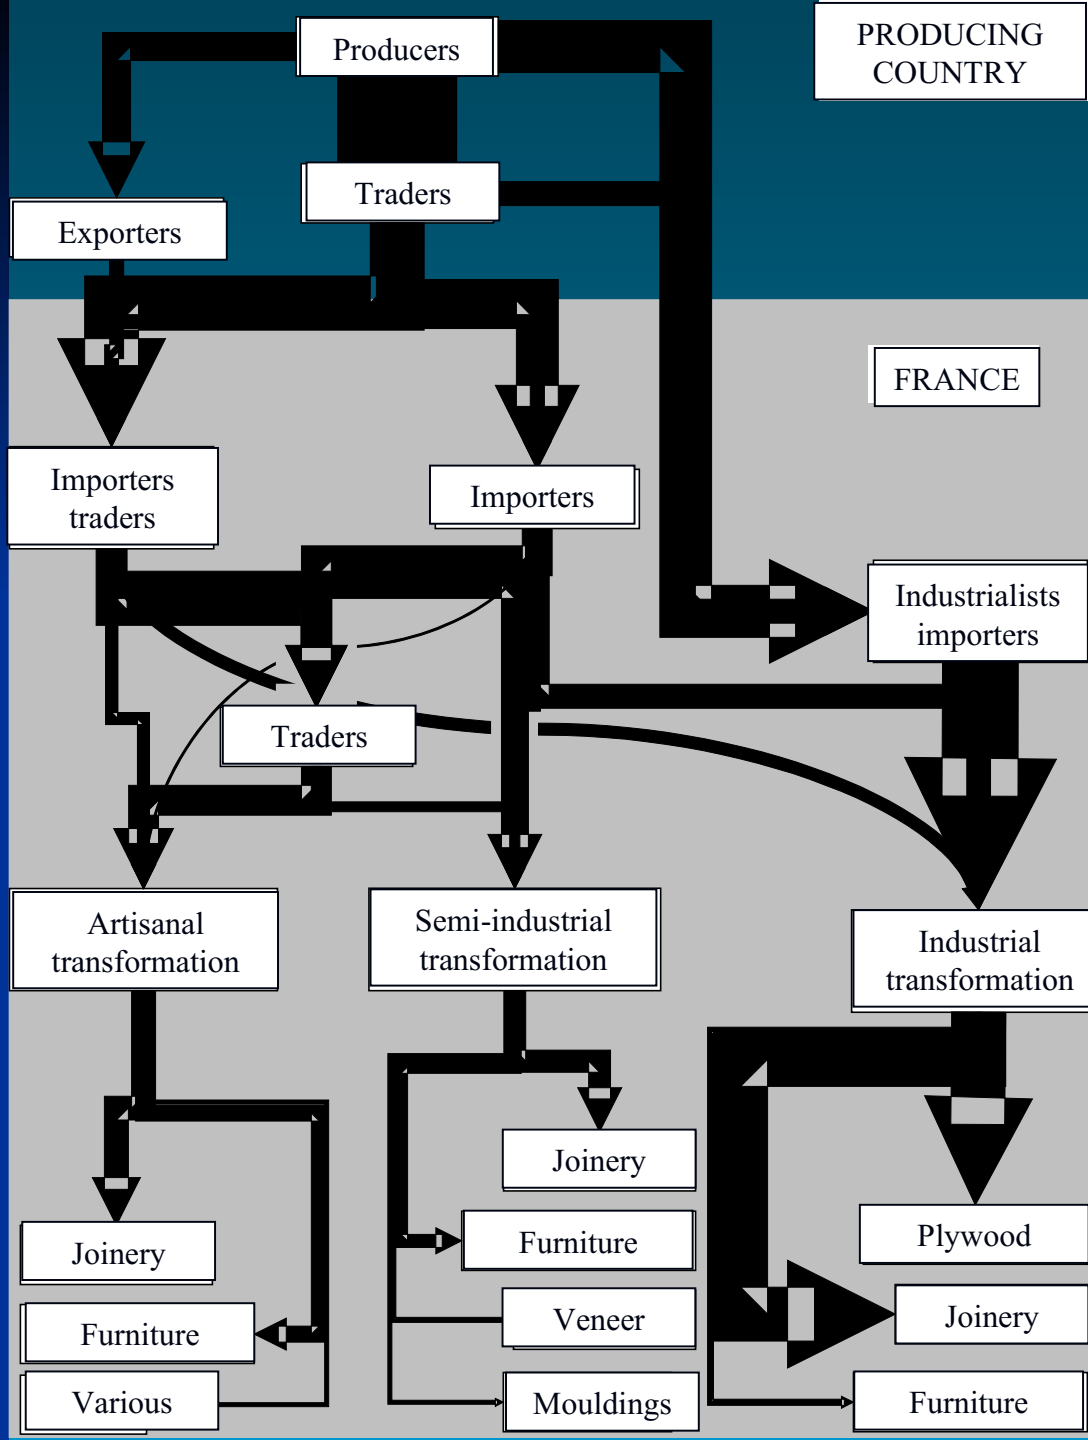 Producers
PRODUCING
COUNTRY
Traders
Exporters
FRANCE
Importers
traders
Importers
Industrialists
importers
Traders
Artisanal
transformation
Semi-industrial
transformation
Industrial
transformation
Joinery
Furniture
Various
Joinery
Furniture
Veneer
Mouldings
Plywood
Joinery
Furniture